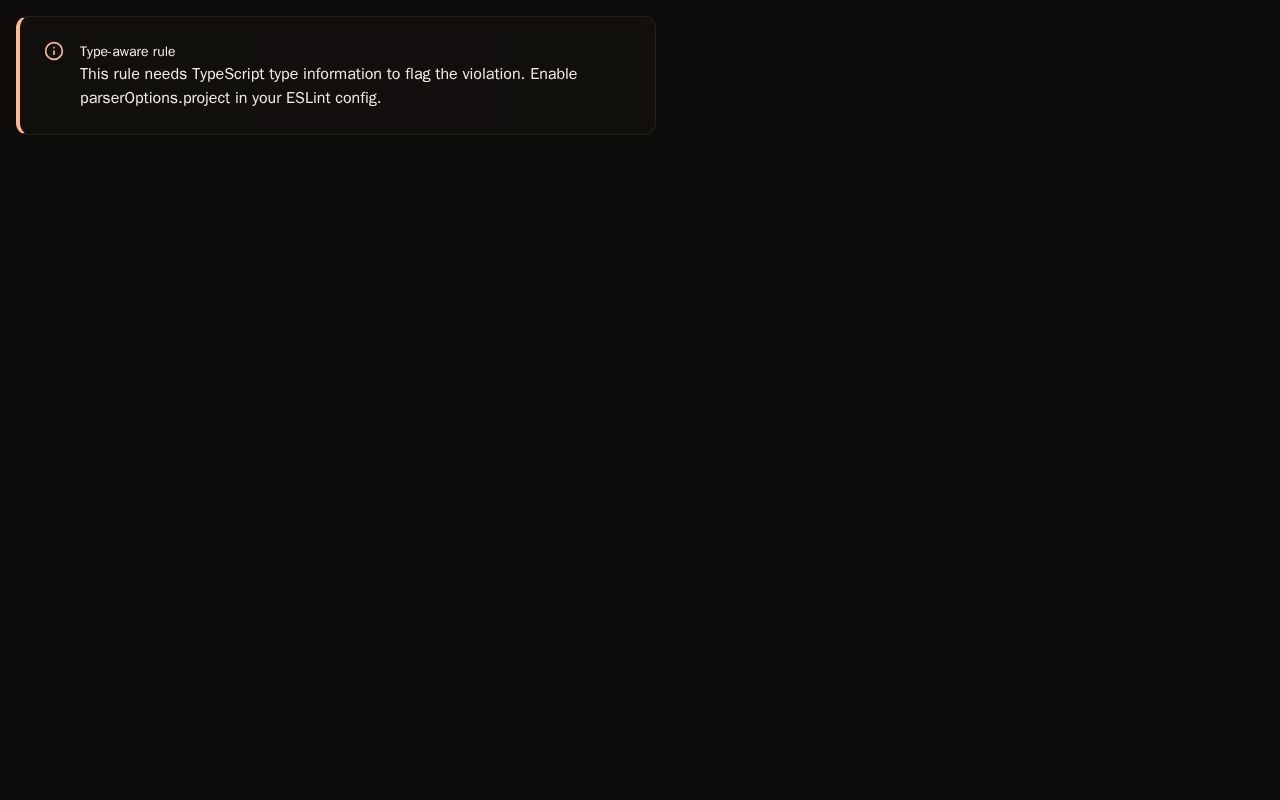 Type-aware rule
This rule needs TypeScript type information to flag the violation. Enable
parserOptions.project in your ESLint config.